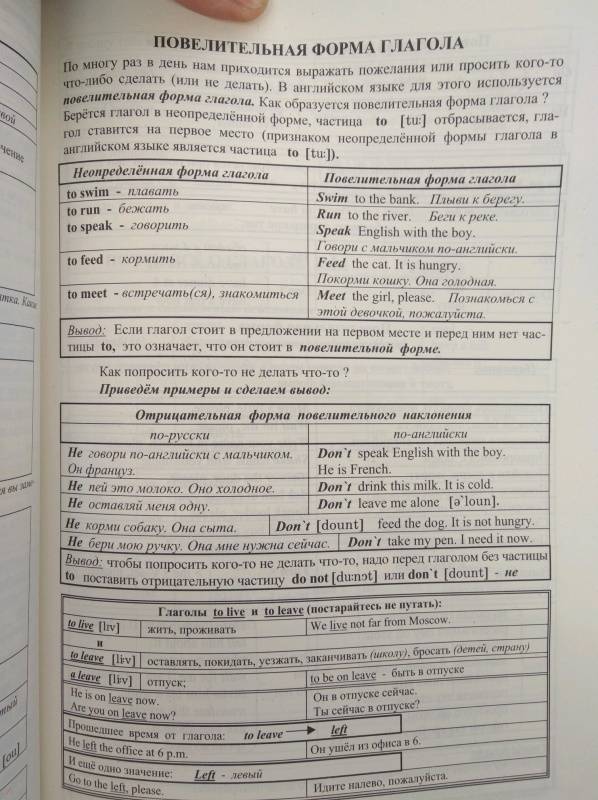 ПОВЕЛИТЕЛЬНАЯ ФОРМА ГЛАГОЛА
По многу раз в день нам приходится выражать пожелания или просить кого-то
что-либо сделать (или не делать). В английском языке для этого используется
повелительная форма глагола. Как образуется повелительная форма глагола ?
Берётся глагол в неопределённой форме, частица to [tu:] отбрасывается, гла-
гол ставится на первое место (признаком неопределённой формы глагола в
английском языке является частица to [tu:]).
Неопределённая форма глагола Повелительная форма глагола
to swim - плавать Swim to the bank. Плыви к берегу.
to run - бежать Run to the river. Беги к реке.
to speak - говорить Speak English with the boy.
Говори с мальчиком по-английски.
to feed - кормить Feed the cat. It is hungry.
Покорми кошку. Она голодная.
to meet - встречать(ся), знакомиться Meet the girl, please. Познакомься с
этой девочкой, пожалуйста.
Вывод: Если глагол стоит в предложении на первом месте и перед ним нет час-
тицы to, это означает, что он стоит в повелительной форме.
Как попросить кого-то не делать что-то ?
Приведём примеры и сделаем вывод:
Отрицательная форма повелительного наклонения
по-русски по-английски
Не говори по-английски с мальчиком. Don`t speak English with the boy.
Он француз. He is French.
Не пей это молоко. Оно холодное. Don`t drink this milk. It is cold.
Не оставляй меня одну. Don`t leave me alone [ə`loun].
Не корми собаку. Она сыта. Don`t [dount] feed the dog. It is not hungry.
Не бери мою ручку. Она мне нужна сейчас. Don`t take my pen. I need it now.
Вывод: чтобы попросить кого-то не делать что-то, надо перед глаголом без частицы
to поставить отрицательную частицу do not [du:nɔt] или don`t [dount] - не
Глаголы to live и to leave (постарайтесь не путать):
to live [lıv] жить, проживать We live not far from Moscow.
и
to leave [li:v] оставлять, покидать, уезжать, заканчивать (школу), бросать (детей, страну)
a leave [li:v] отпуск; to be on leave - быть в отпуске
He is on leave now. Он в отпуске сейчас.
Are you on leave now? Ты сейчас в отпуске?
Прошедшее время от глагола: to leave left
He left the office at 6 p.m. Он ушёл из офиса в 6.
И ещё одно значение: Left - левый
Go to the left, please. Идите налево, пожалуйста.